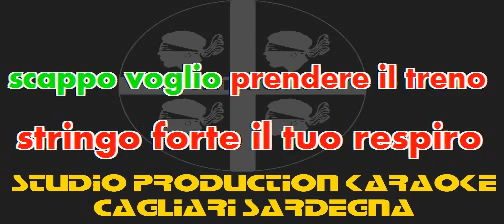 scappo voglio prendere il treno
stringo forte il tuo respiro
STUDIO PRODUCTION KARAOKE
CAGLIARI SARDEGNA